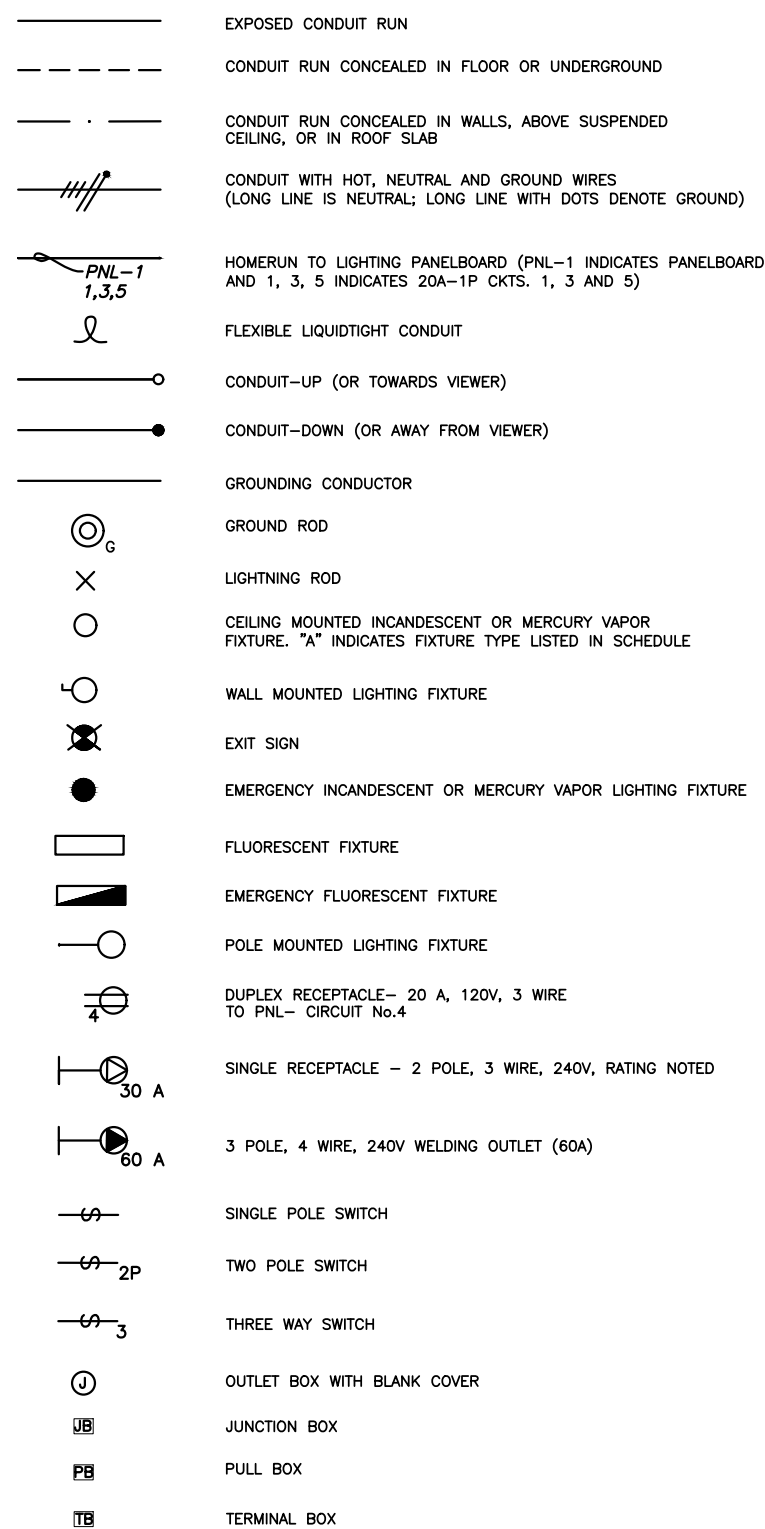 EXPOSED CONDUIT RUN
CONDUIT RUN CONCEALED IN FLOOR OR UNDERGROUND
CONDUIT RUN CONCEALED IN WALLS, ABOVE SUSPENDED
CEILING, OR IN ROOF SLAB
CONDUIT WITH HOT, NEUTRAL AND GROUND WIRES
(LONG LINE IS NEUTRAL; LONG LINE WITH DOTS DENOTE GROUND)
PNL-1
1,3,5
HOMERUN TO LIGHTING PANELBOARD (PNL-1 INDICATES PANELBOARD
AND 1, 3, 5 INDICATES 20A-1P CKTS. 1, 3 AND 5)
FLEXIBLE LIQUIDTIGHT CONDUIT
CONDUIT-UP (OR TOWARDS VIEWER)
CONDUIT-DOWN (OR AWAY FROM VIEWER)
GROUNDING CONDUCTOR
G
GROUND ROD
LIGHTNING ROD
CEILING MOUNTED INCANDESCENT OR MERCURY VAPOR
FIXTURE. "A" INDICATES FIXTURE TYPE LISTED IN SCHEDULE
WALL MOUNTED LIGHTING FIXTURE
EXIT SIGN
EMERGENCY INCANDESCENT OR MERCURY VAPOR LIGHTING FIXTURE
FLUORESCENT FIXTURE
EMERGENCY FLUORESCENT FIXTURE
POLE MOUNTED LIGHTING FIXTURE
4
DUPLEX RECEPTACLE- 20 A, 120V, 3 WIRE
TO PNL- CIRCUIT No.4
30 A
SINGLE RECEPTACLE - 2 POLE, 3 WIRE, 240V, RATING NOTED
60 A
3 POLE, 4 WIRE, 240V WELDING OUTLET (60A)
S
SINGLE POLE SWITCH
S 2P
TWO POLE SWITCH
S 3
THREE WAY SWITCH
J
OUTLET BOX WITH BLANK COVER
JB
JUNCTION BOX
PB
PULL BOX
TB
TERMINAL BOX